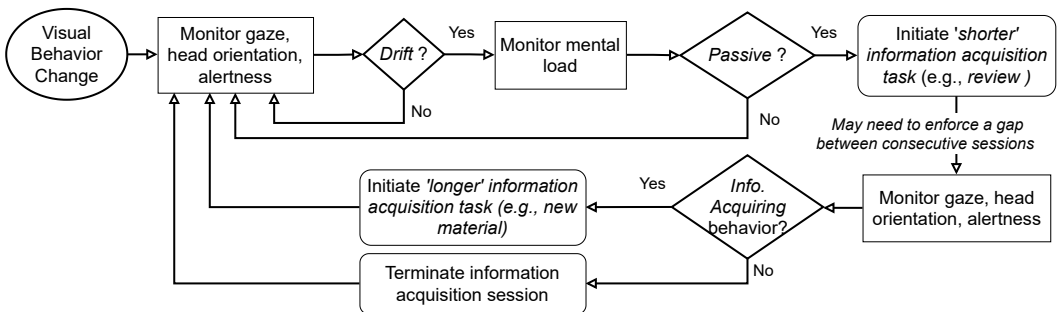 Visual
Behavior
Change
Monitor gaze,
head orientation,
alertness
Drift ?
Yes
No
Monitor mental
load
Passive ?
Yes
No
Initiate 'shorter'
information acquisition
task (e.g., review )
May need to enforce a gap
between consecutive sessions
Monitor gaze, head
orientation, alertness
Info.
Acquiring
behavior?
Yes
No
Initiate 'longer' information
acquisition task (e.g., new
material)
Terminate information
acquisition session